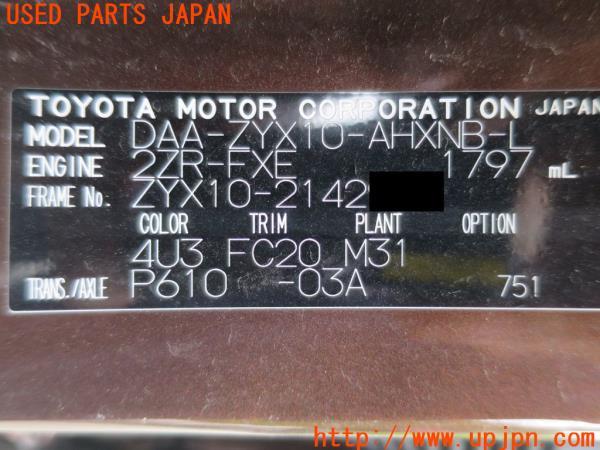 USED PARTS JAPAN
TOYOTA MOTOR CORPORATION JAPAN
MODEL DAA-ZYX10-AHXNB-L
ENGINE 2ZR-FXE 1797 mL
FRAME No. ZYX10-2142
COLOR TRIM PLANT OPTION
4U3 FC20 M31
TRANS./AXLE P610 -03A 751
http://www.upjpn.com/